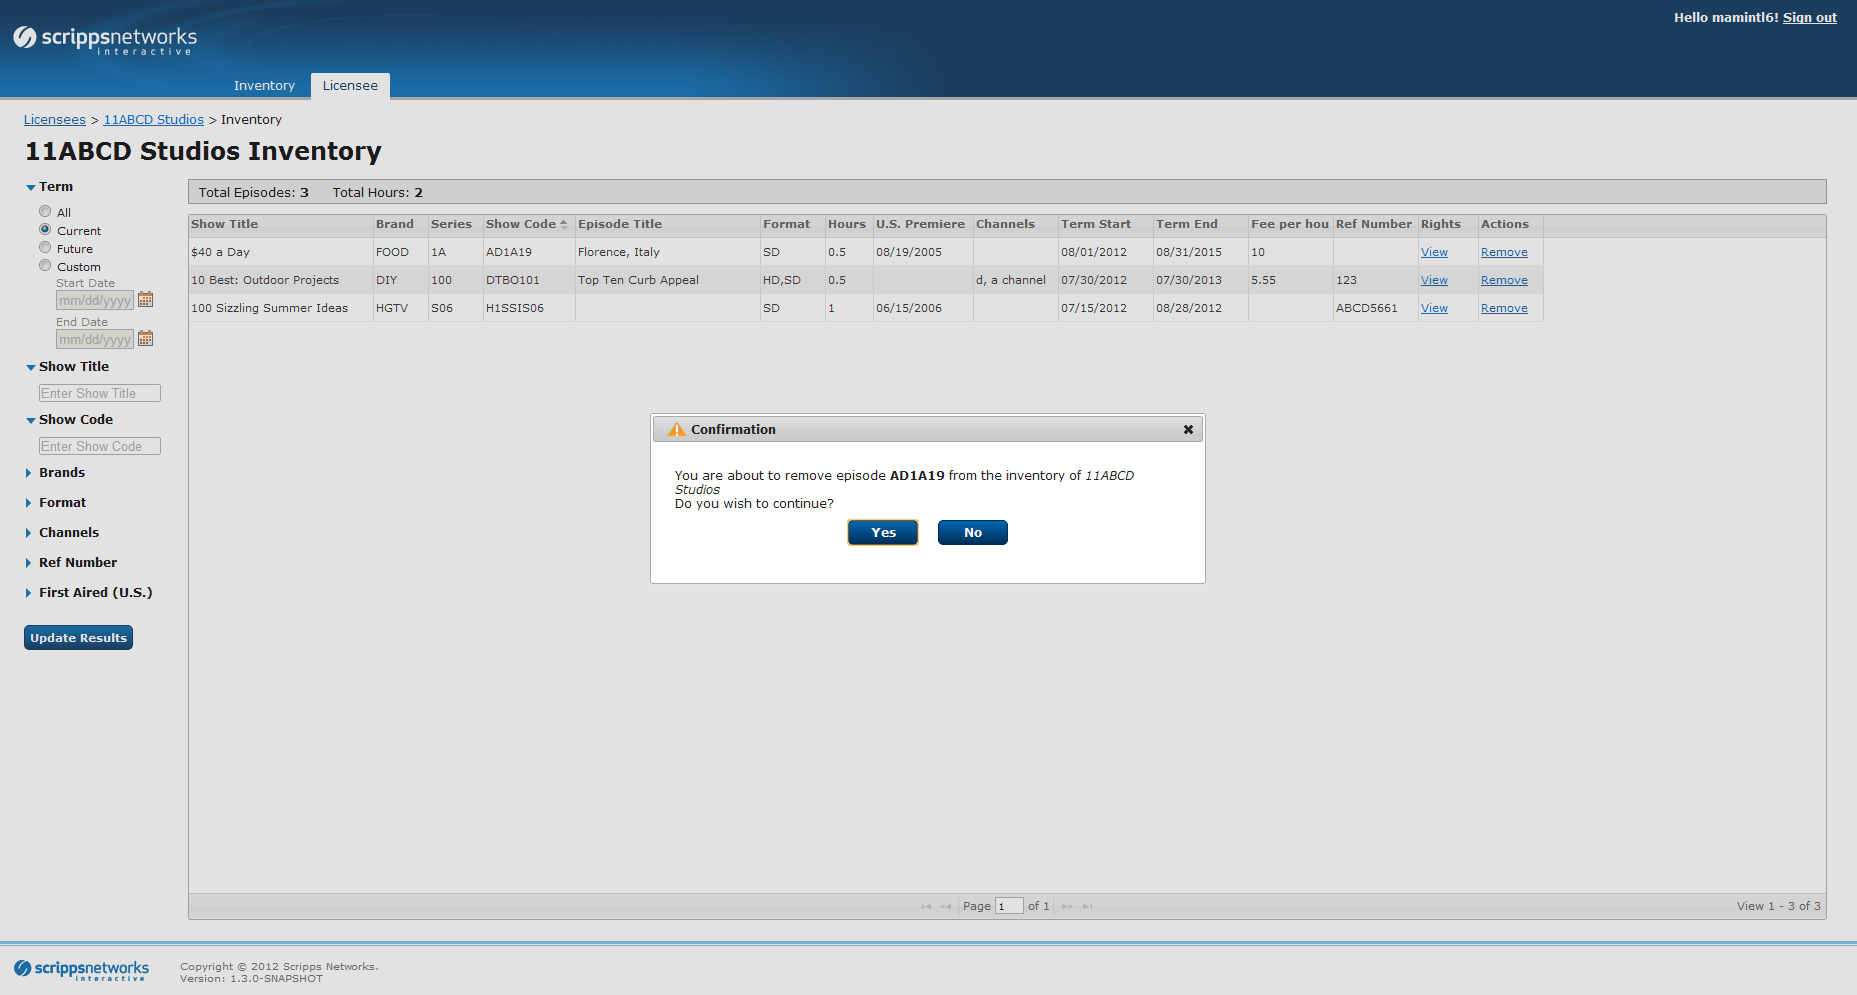 Hello mamintl6! Sign out
scrippsnetworks
interactive
Inventory Licensee
Licensees > 11ABCD Studios > Inventory
11ABCD Studios Inventory
Term
All
Current
Future
Custom
Start Date
mm/dd/yyyy
End Date
mm/dd/yyyy
Show Title
Enter Show Title
Show Code
Enter Show Code
Brands
Format
Channels
Ref Number
First Aired (U.S.)
Update Results
Total Episodes: 3 Total Hours: 2
Show Title Brand Series Show Code Episode Title Format Hours U.S. Premiere Channels Term Start Term End Fee per hou Ref Number Rights Actions
$40 a Day FOOD 1A AD1A19 Florence, Italy SD 0.5 08/19/2005 08/01/2012 08/31/2015 10 View Remove
10 Best: Outdoor Projects DIY 100 DTBO101 Top Ten Curb Appeal HD,SD 0.5 d, a channel 07/30/2012 07/30/2013 5.55 123 View Remove
100 Sizzling Summer Ideas HGTV S06 H1SSIS06 SD 1 06/15/2006 07/15/2012 08/28/2012 ABCD5661 View Remove
Confirmation
You are about to remove episode AD1A19 from the inventory of 11ABCD
Studios
Do you wish to continue?
Yes No
Page 1 of 1
View 1 - 3 of 3
scrippsnetworks
interactive
Copyright © 2012 Scripps Networks.
Version: 1.3.0-SNAPSHOT